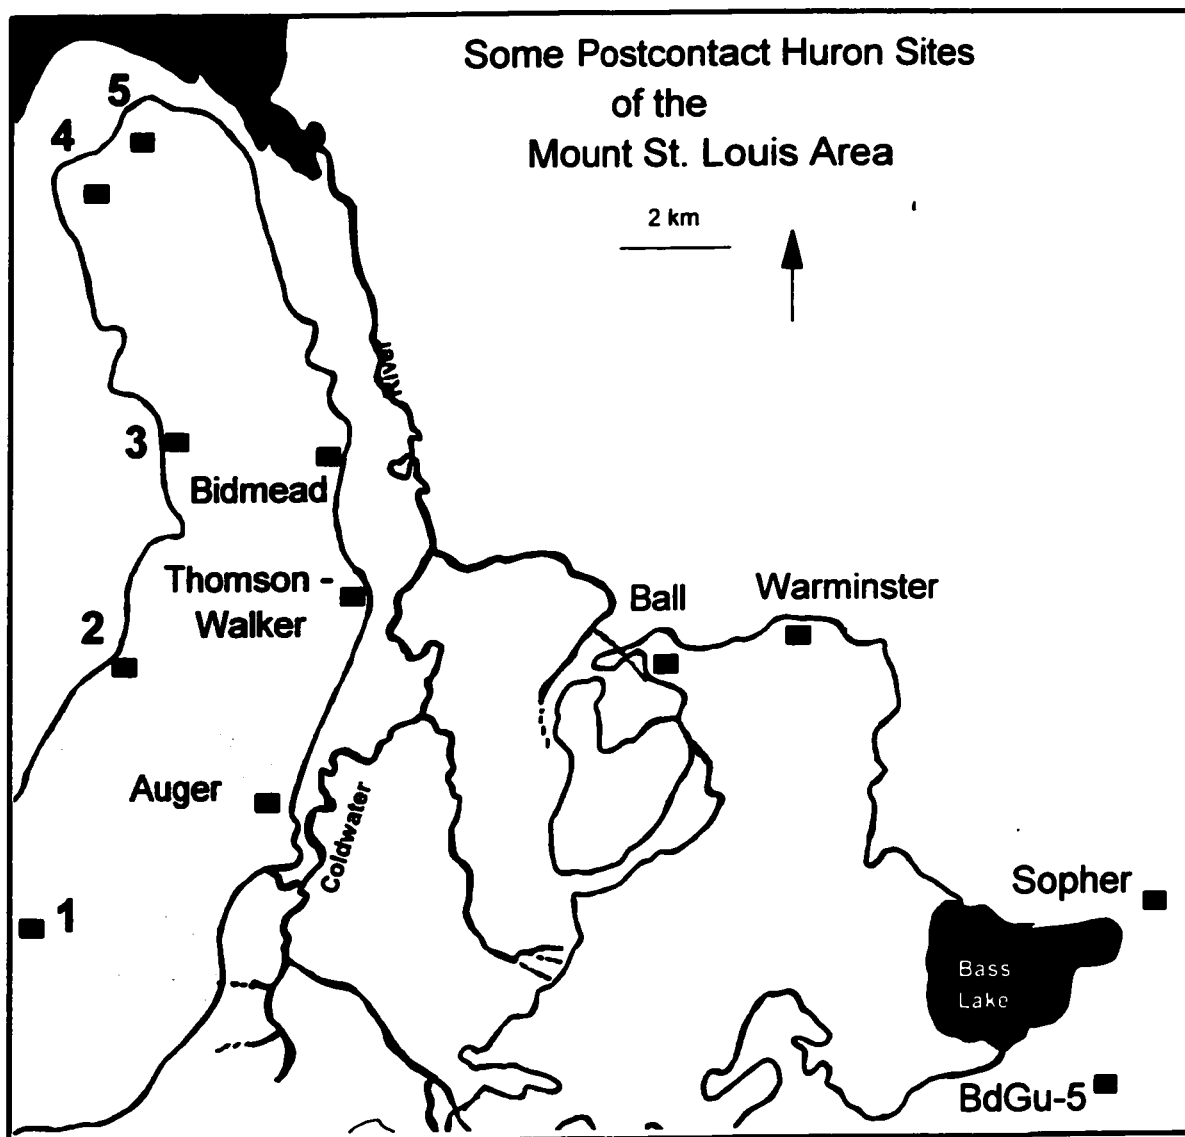 Some Postcontact Huron Sites
of the
Mount St. Louis Area
2 km
5
4
River
3
Bidmead
Thomson -
Walker
2
Ball
Warminster
Auger
Coldwater
1
Sopher
Bass
Lake
BdGu-5